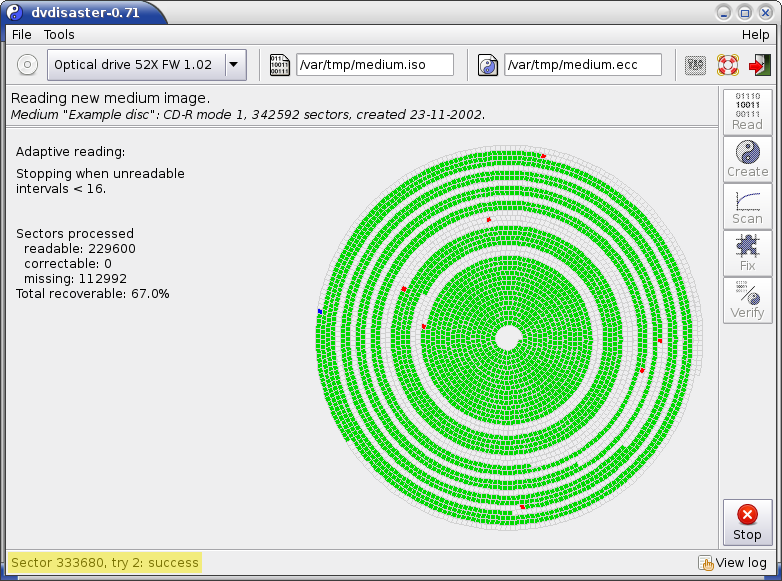 dvdisaster-0.71
File Tools Help
Optical drive 52X FW 1.02 /var/tmp/medium.iso /var/tmp/medium.ecc
Reading new medium image.
Medium "Example disc": CD-R mode 1, 342592 sectors, created 23-11-2002.
Adaptive reading:
Stopping when unreadable
intervals < 16.
Sectors processed
readable: 229600
correctable: 0
missing: 112992
Total recoverable: 67.0%
01110
10011
00111
Read
Create
Scan
Fix
Verify
Stop
Sector 333680, try 2: success
View log